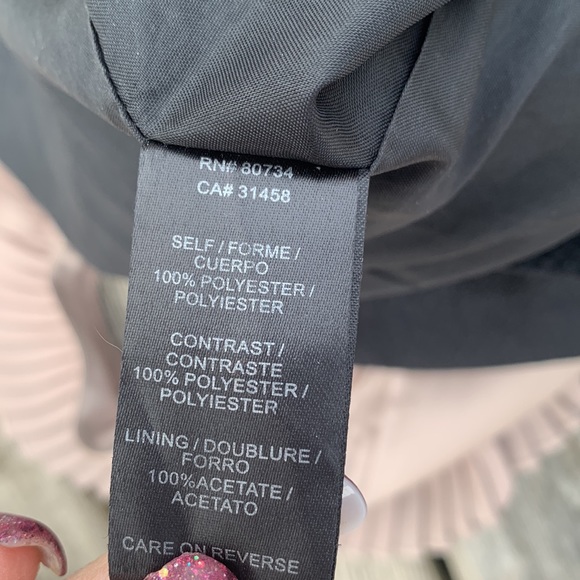 RN# 80734
CA# 31458
SELF / FORME /
CUERPO
100% POLYESTER /
POLYIESTER
CONTRAST /
CONTRASTE
100% POLYESTER /
POLYIESTER
LINING / DOUBLURE /
FORRO
100%ACETATE /
ACETATO
CARE ON REVERSE